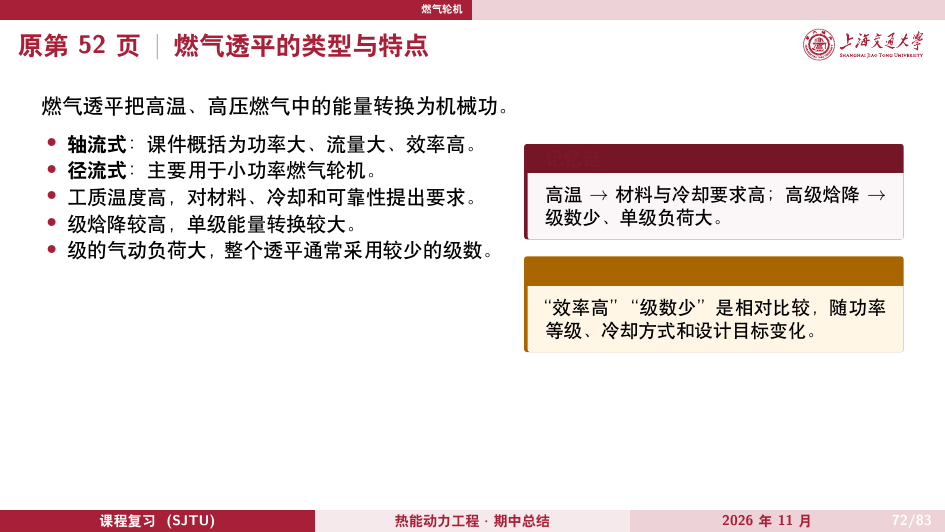 燃气轮机
原第 52 页 | 燃气透平的类型与特点
上海交通大学
SHANGHAI JIAO TONG UNIVERSITY
燃气透平把高温、高压燃气中的能量转换为机械功。
• 轴流式：课件概括为功率大、流量大、效率高。
• 径流式：主要用于小功率燃气轮机。
• 工质温度高，对材料、冷却和可靠性提出要求。
• 级焓降较高，单级能量转换较大。
• 级的气动负荷大，整个透平通常采用较少的级数。
记忆链
高温 → 材料与冷却要求高；高级焓降 →
级数少、单级负荷大。
“效率高”“级数少”是相对比较，随功率
等级、冷却方式和设计目标变化。
课程复习 (SJTU)
热能动力工程 · 期中总结
2026 年 11 月
72/83